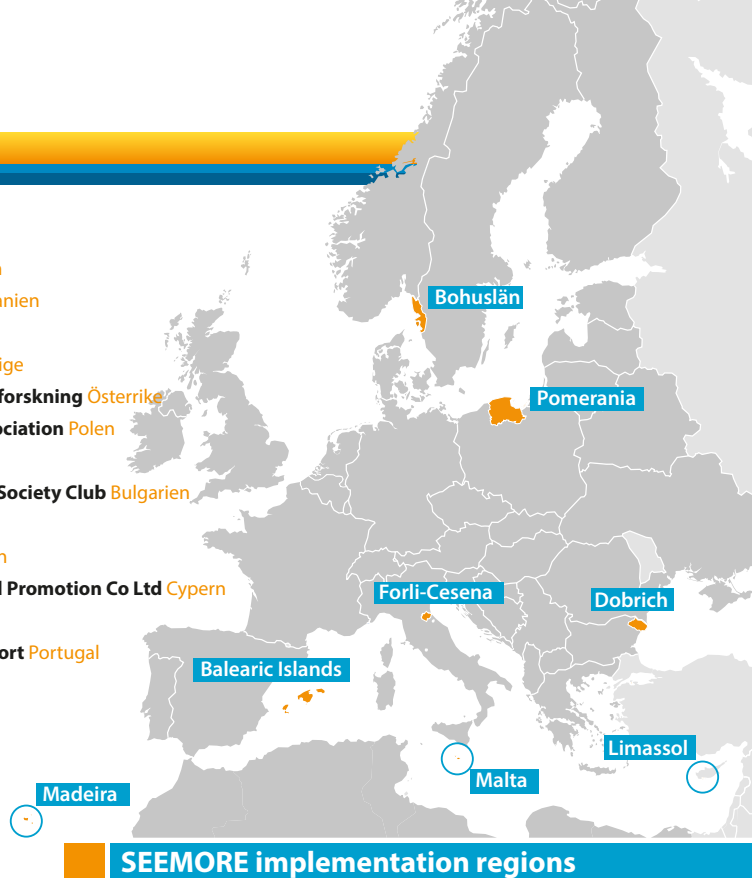 n
nien
ige
forskning Österrike
ociation Polen
Society Club Bulgarien
n
l Promotion Co Ltd Cypern
ort Portugal
Bohuslän
Pomerania
Forli-Cesena
Dobrich
Balearic Islands
Limassol
Malta
Madeira
SEEMORE implementation regions